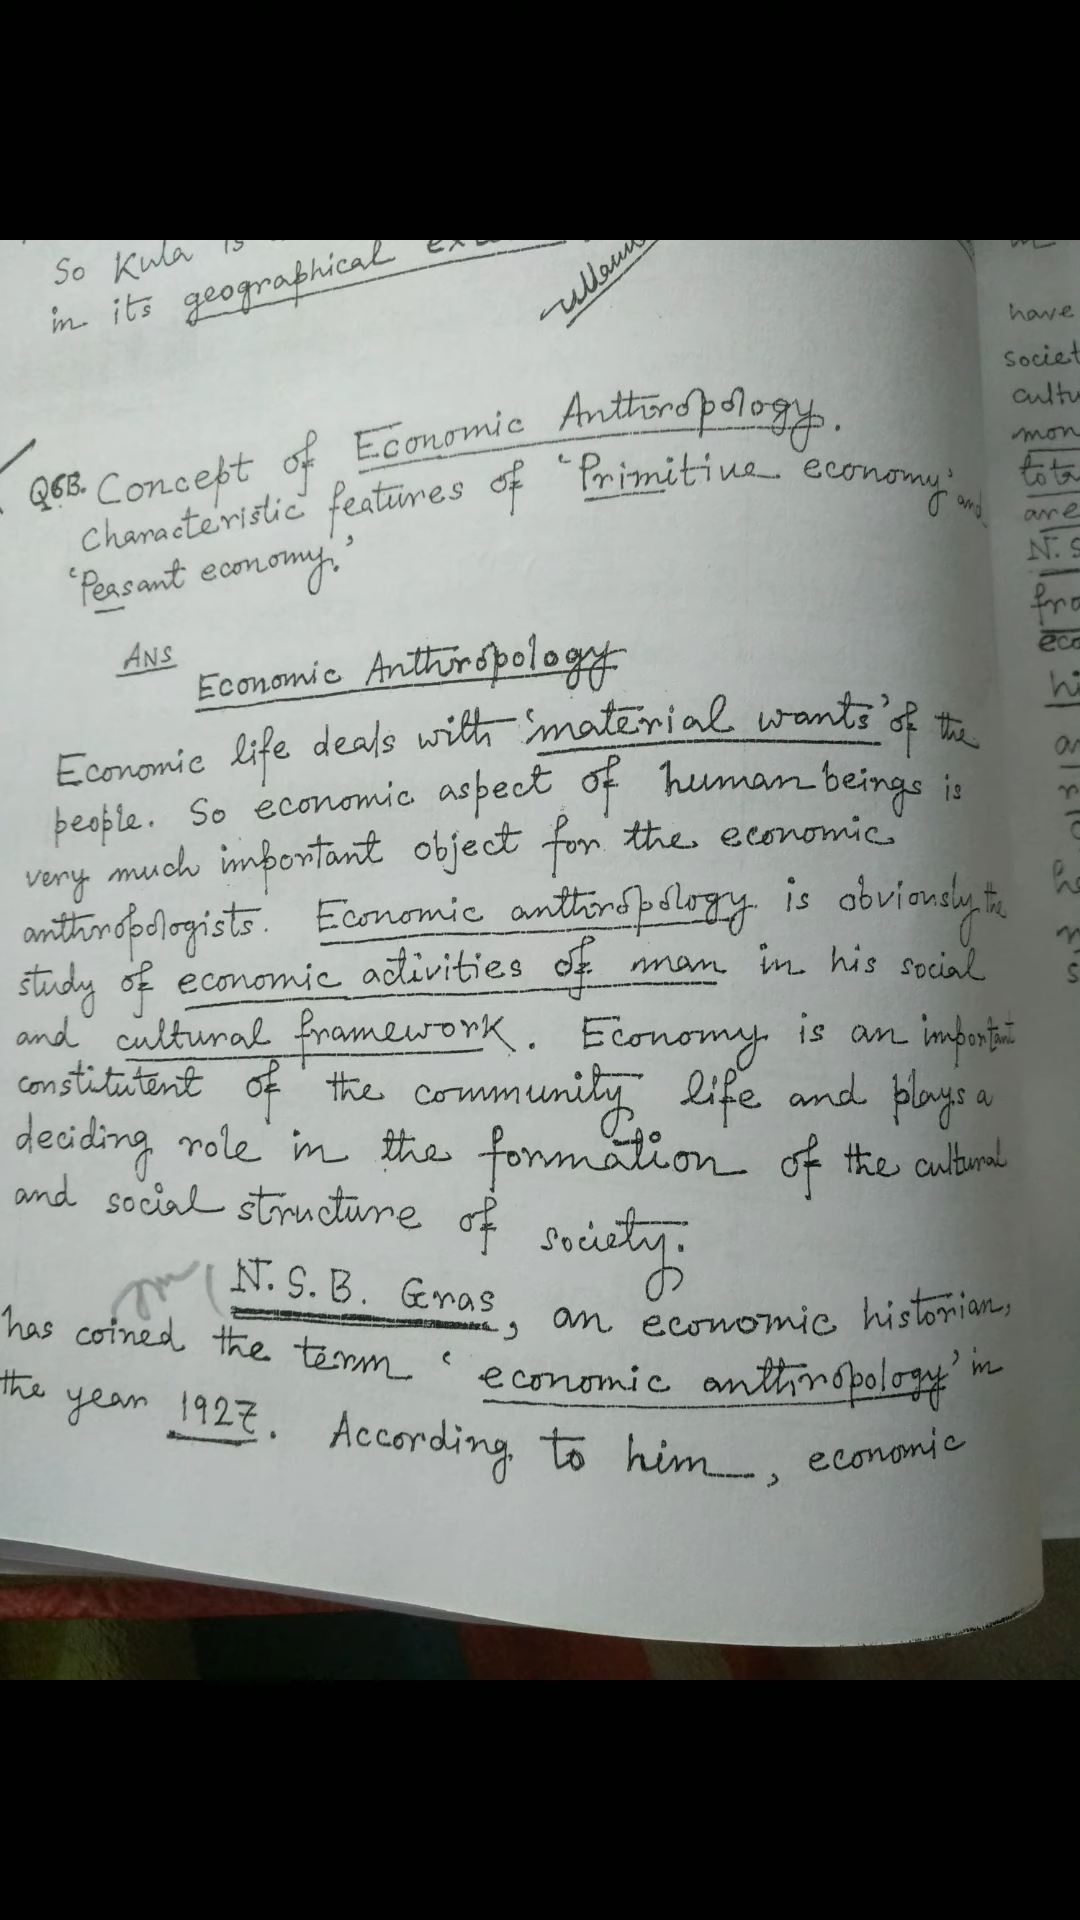 So Kula is
in its geographical
Q6B. Concept of Economic Anthropology.
Characteristic features of 'Primitive economy' and
'Peasant economy.'
ANS
Economic Anthropology
Economic life deals with 'material wants' of the
people. So economic aspect of human beings is
very much important object for the economic
anthropologists. Economic anthropology is obviously the
study of economic activities of man in his social
and cultural framework. Economy is an important
constitutent of the community life and plays a
deciding role in the formation of the cultural
and social structure of society.
N.S.B. Gras, an economic historian,
has coined the term 'economic anthropology' in
the year 1927. According to him, economic
have
are